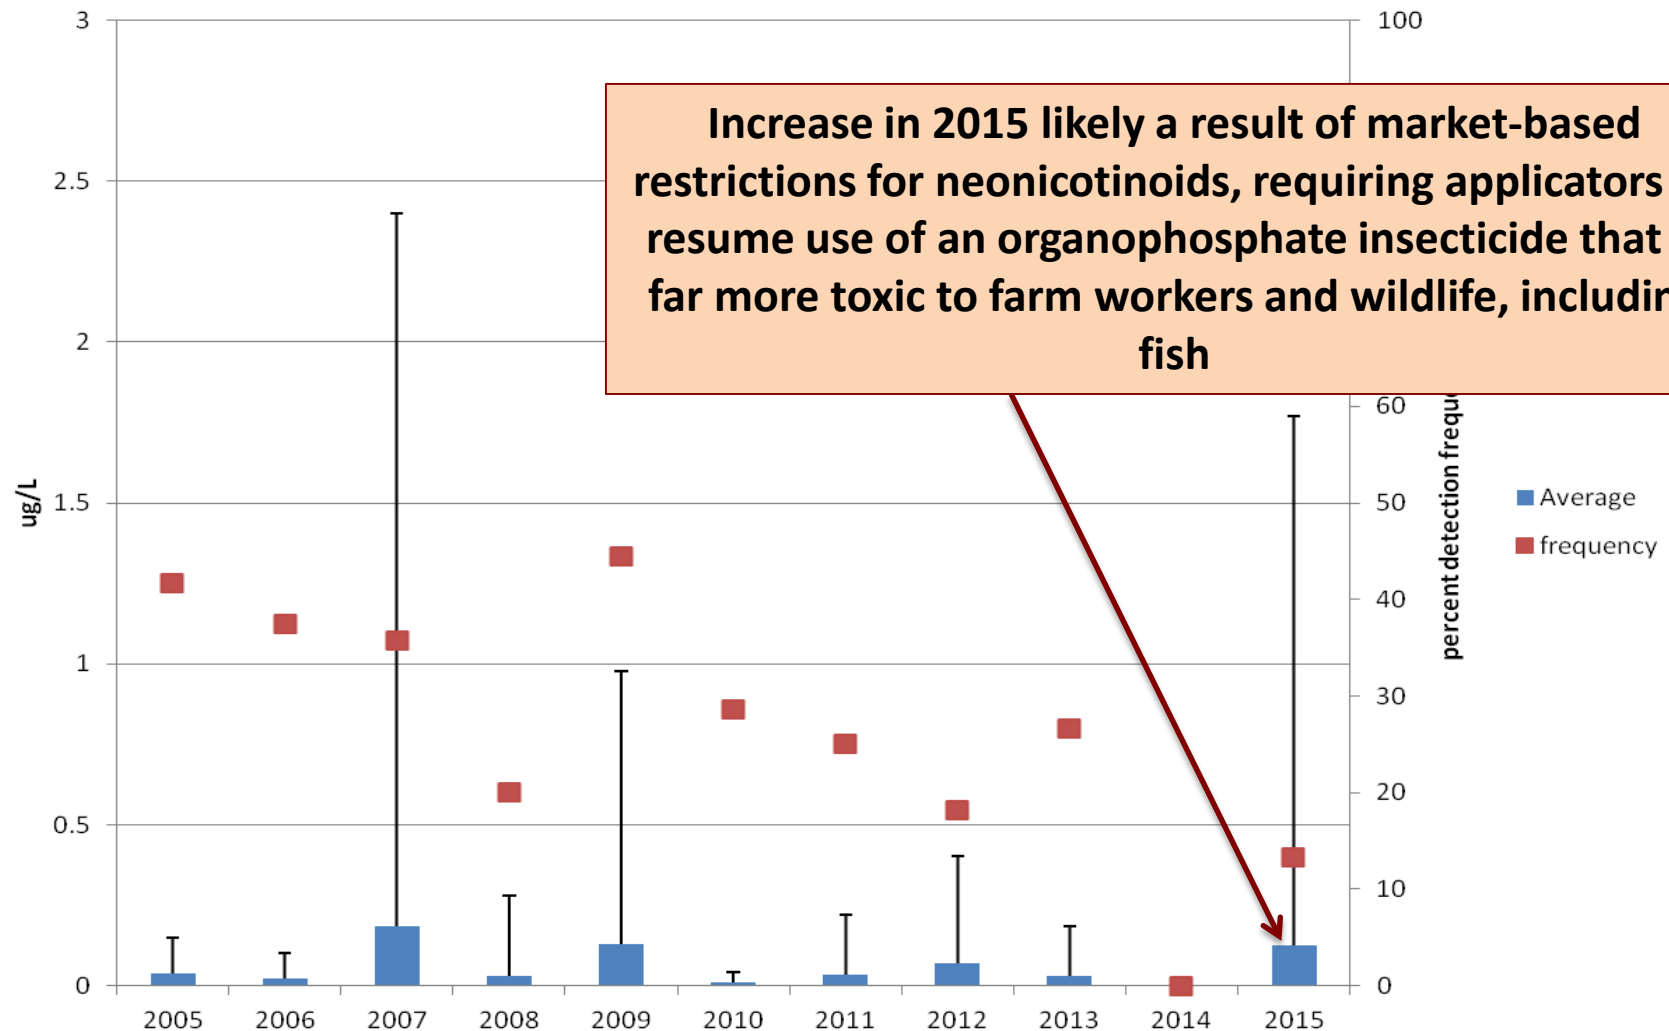 3
2.5
2
1.5
1
0.5
0
ug/L
100
60
50
40
30
20
10
0
percent detection
Increase in 2015 likely a result of market-based
restrictions for neonicotinoids, requiring applicators
resume use of an organophosphate insecticide that
far more toxic to farm workers and wildlife,
fish
Average
frequency
2005 2006 2007 2008 2009 2010 2011 2012 2013 2014 2015